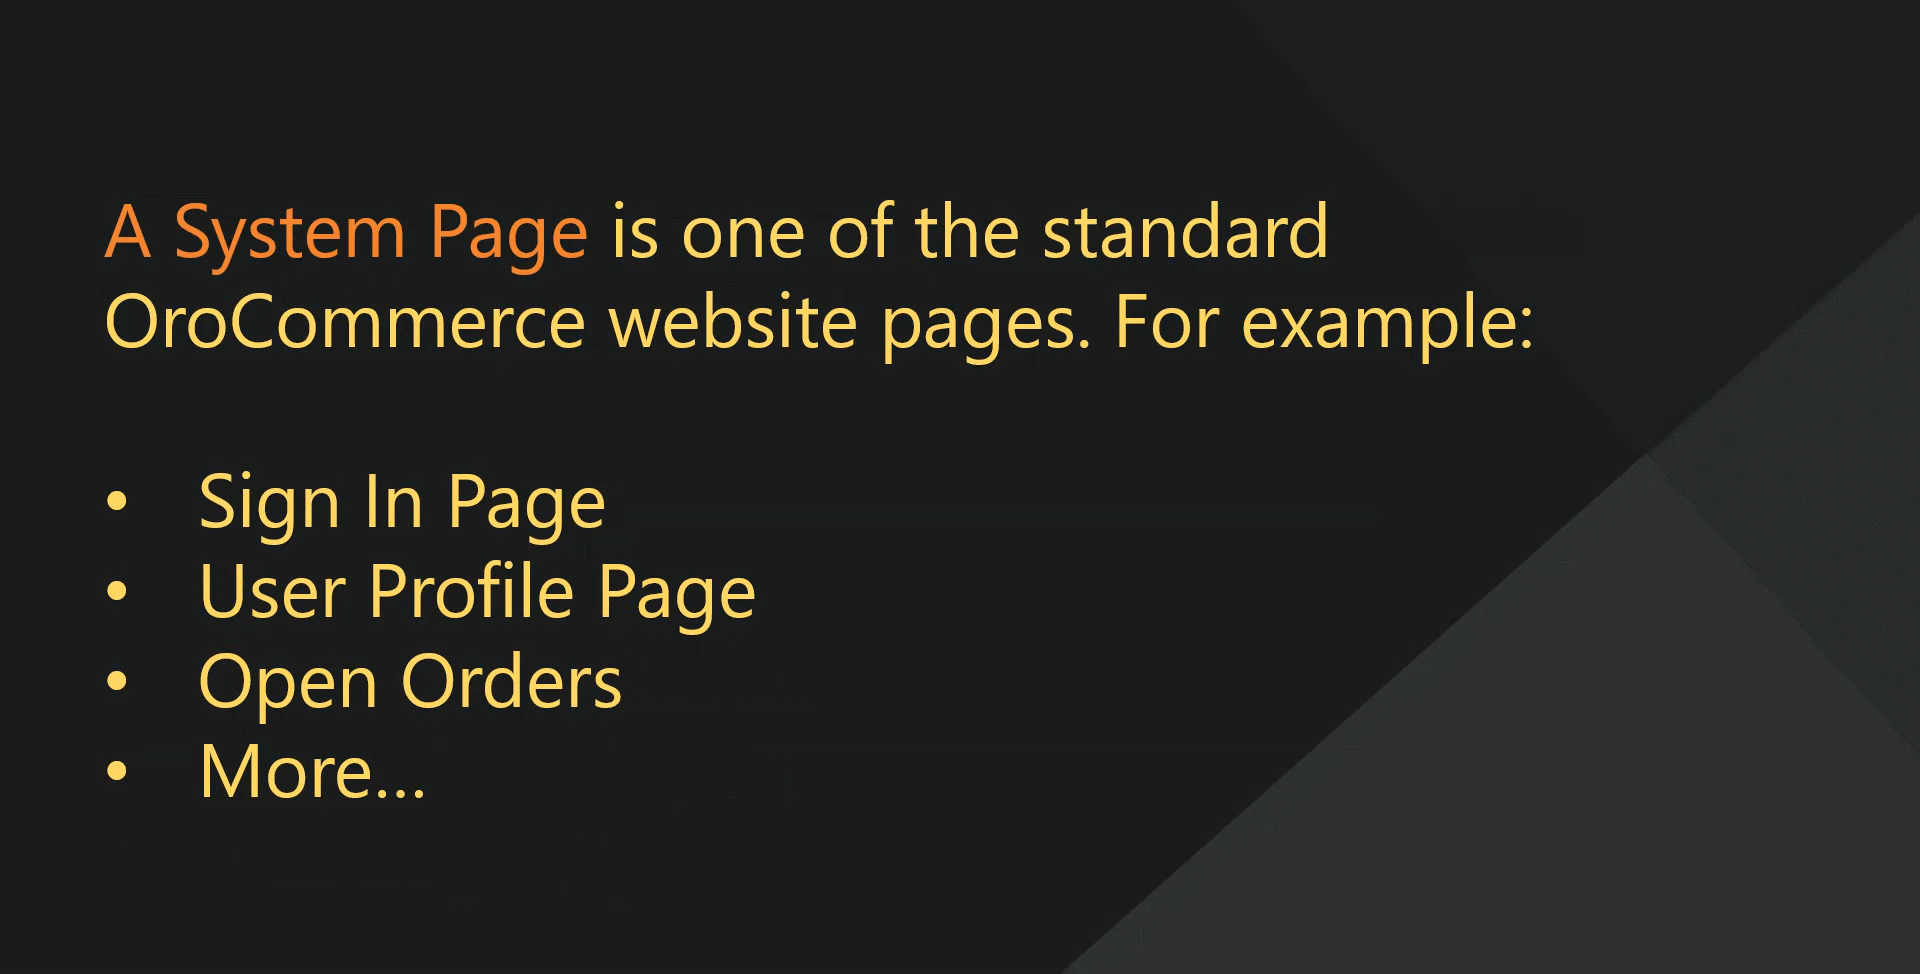 A System Page is one of the standard
OroCommerce website pages. For example:
• Sign In Page
• User Profile Page
• Open Orders
• More...